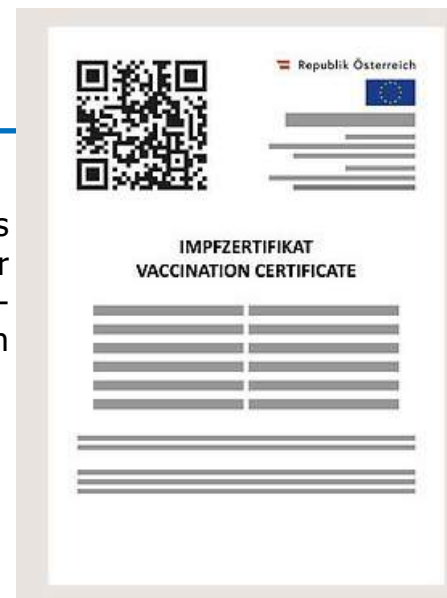 Republik Österreich
IMPFZERTIFIKAT
VACCINATION CERTIFICATE
s
r
-
n